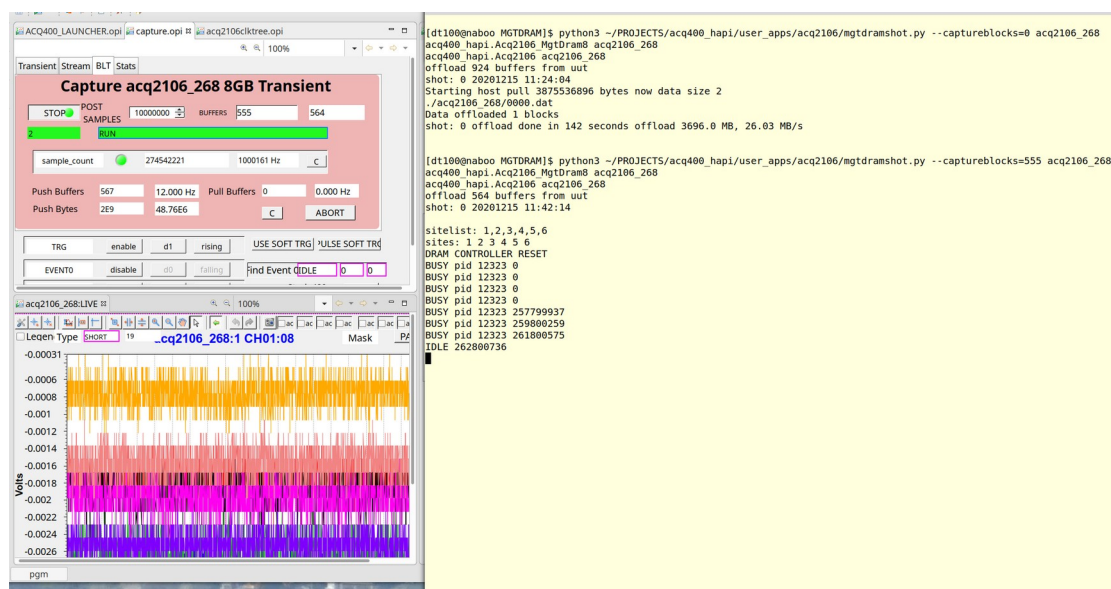 ACQ400_LAUNCHER.opi capture.opi acq2106clktree.opi
100%
Transient Stream BLT Stats
Capture acq2106_268 8GB Transient
STOP POST SAMPLES 10000000 BUFFERS 555 564
2 RUN
sample_count 274542221 1000161 Hz C
Push Buffers 567 12.000 Hz Pull Buffers 0 0.000 Hz
Push Bytes 2E9 48.76E6 C ABORT
TRG enable d1 rising USE SOFT TRG PULSE SOFT TRG
EVENT0 disable d0 falling Find Event 0 IDLE 0 0
acq2106_268:LIVE 100%
Legen Type SHORT 19 _cq2106_268:1 CH01:08 Mask PA
-0.00031
-0.0006
-0.0008
-0.001
-0.0012
-0.0014
-0.0016
-0.0018
-0.002
-0.0022
-0.0024
-0.0026
Volts
pgm
[dt100@naboo MGTDRAM]$ python3 ~/PROJECTS/acq400_hapi/user_apps/acq2106/mgtdramshot.py --captureblocks=0 acq2106_268
acq400_hapi.Acq2106_MgtDram8 acq2106_268
acq400_hapi.Acq2106 acq2106_268
offload 924 buffers from uut
shot: 0 20201215 11:24:04
Starting host pull 3875536896 bytes now data size 2
./acq2106_268/0000.dat
Data offloaded 1 blocks
shot: 0 offload done in 142 seconds offload 3696.0 MB, 26.03 MB/s
[dt100@naboo MGTDRAM]$ python3 ~/PROJECTS/acq400_hapi/user_apps/acq2106/mgtdramshot.py --captureblocks=555 acq2106_268
acq400_hapi.Acq2106_MgtDram8 acq2106_268
acq400_hapi.Acq2106 acq2106_268
offload 564 buffers from uut
shot: 0 20201215 11:42:14
sitelist: 1,2,3,4,5,6
sites: 1 2 3 4 5 6
DRAM CONTROLLER RESET
BUSY pid 12323 0
BUSY pid 12323 0
BUSY pid 12323 0
BUSY pid 12323 0
BUSY pid 12323 257799937
BUSY pid 12323 259800259
BUSY pid 12323 261800575
IDLE 262800736